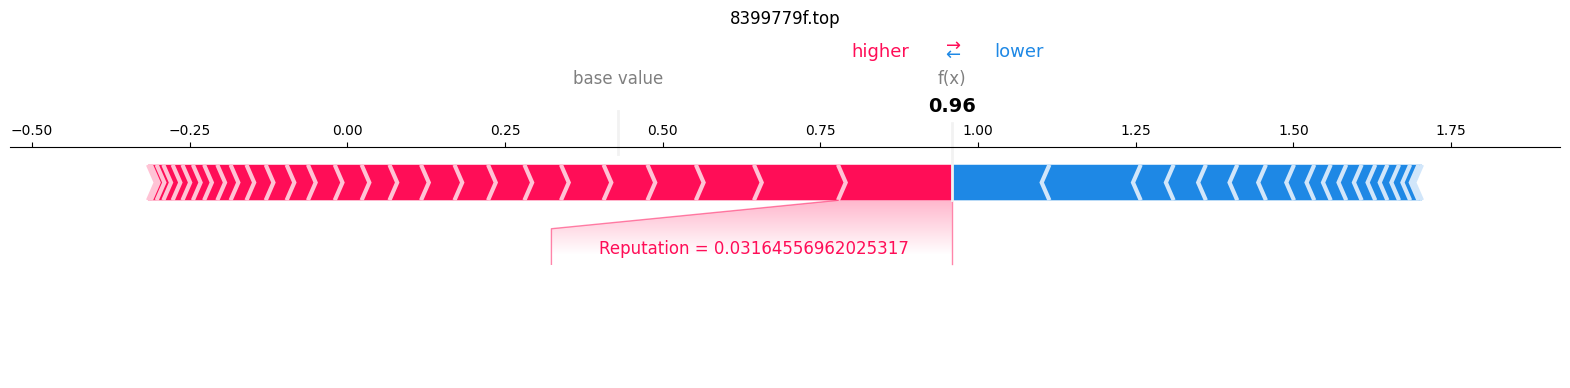 8399779f.top
higher ⇄ lower
base value f(x)
0.96
−0.50 −0.25 0.00 0.25 0.50 0.75 1.00 1.25 1.50 1.75
Reputation = 0.03164556962025317